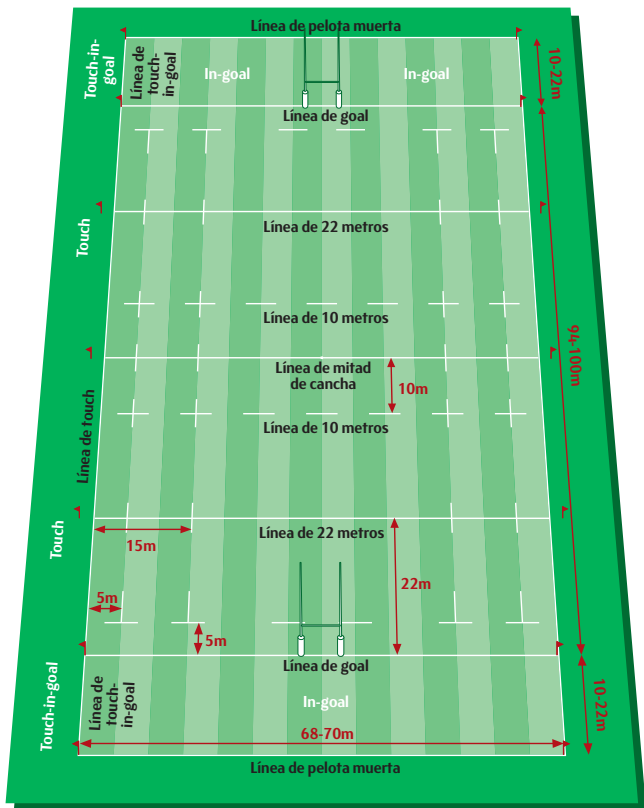 Línea de pelota muerta
Touch-in-
goal
Línea de
touch-
in-goal
In-goal
In-goal
10-22m
Línea de goal
Touch
Línea de 22 metros
Línea de 10 metros
94-100m
Línea de mitad
de cancha
10m
Línea de touch
Línea de 10 metros
Touch
15m
Línea de 22 metros
22m
5m
5m
Línea de goal
Touch-in-goal
Línea de
touch-
in-goal
In-goal
10-22m
68-70m
Línea de pelota muerta